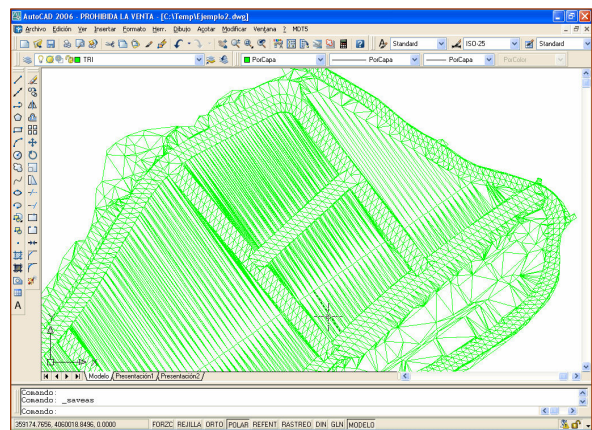 AutoCAD 2006 - PROHIBIDA LA VENTA - [C:\Temp\Ejemplo2.dwg]
Archivo Edición Ver Insertar Formato Herr. Dibujo Acotar Modificar Ventana ? MDT5
Standard ISO-25 Standard
TRI PorCapa PorCapa PorCapa PorColor
A
Y
X
Modelo Presentación1 Presentación2
Comando:
Comando: _saveas
Comando:
359174.7656, 4060018.8496, 0.0000 FORZC REJILLA ORTO POLAR REFENT RASTREO DIN GLN MODELO